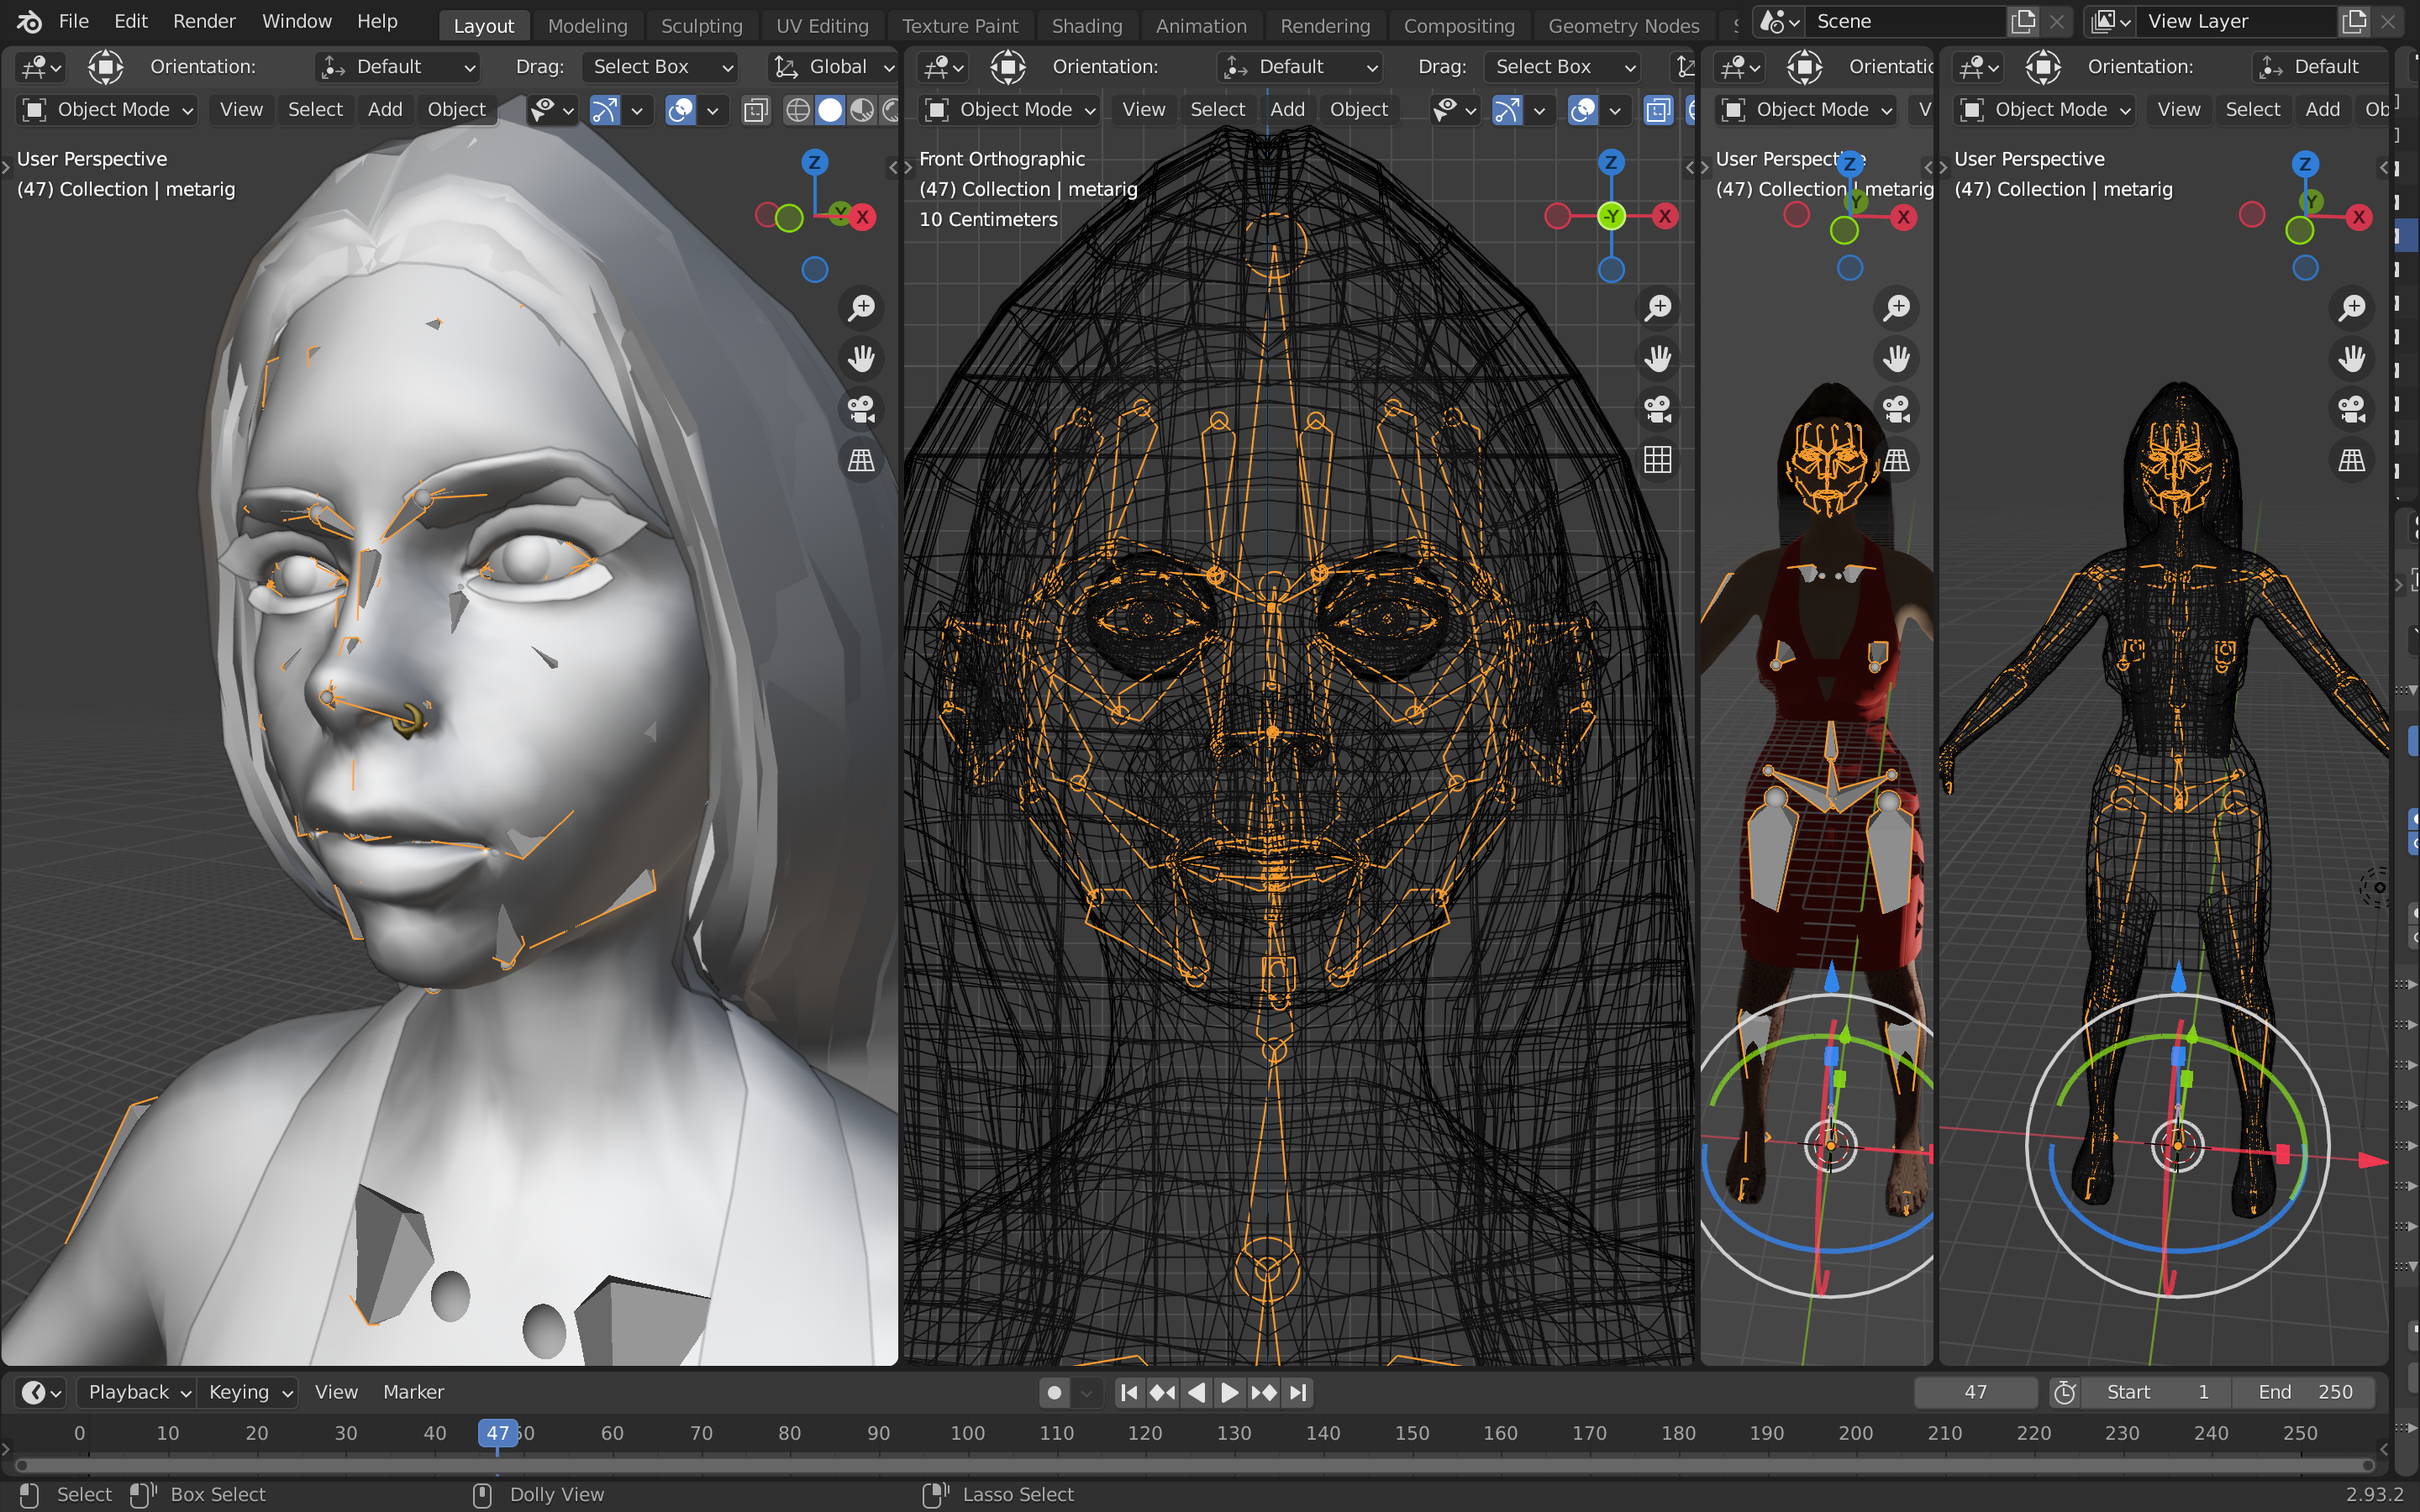 File Edit Render Window Help Layout Modeling Sculpting UV Editing Texture Paint Shading Animation Rendering Compositing Geometry Nodes Scene View Layer
Orientation: Default Drag: Select Box Global
Object Mode View Select Add Object
User Perspective
(47) Collection | metarig
Z
Y X
Orientation: Default Drag: Select Box
Object Mode View Select Add Object
Front Orthographic
(47) Collection | metarig
10 Centimeters
Z
-Y X
Object Mode
User Perspective
(47) Collection | metarig
Z
Y
X
Orientation: Default
Object Mode View Select Add
User Perspective
(47) Collection | metarig
Z
Y
X
Playback Keying View Marker 47 Start 1 End 250
0 10 20 30 40 47 50 60 70 80 90 100 110 120 130 140 150 160 170 180 190 200 210 220 230 240 250
Select Box Select Dolly View Lasso Select 2.93.2